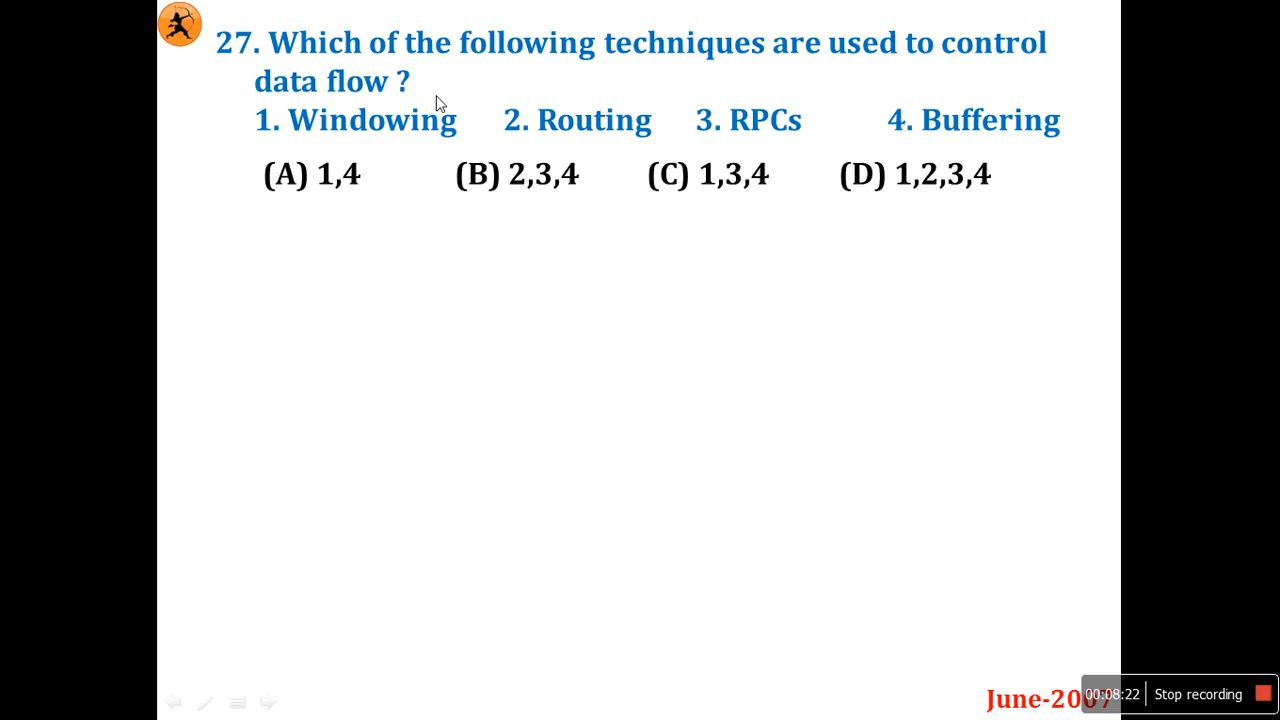 27. Which of the following techniques are used to control
data flow ?
1. Windowing 2. Routing 3. RPCs 4. Buffering
(A) 1,4 (B) 2,3,4 (C) 1,3,4 (D) 1,2,3,4
June-2007
00:08:22 Stop recording